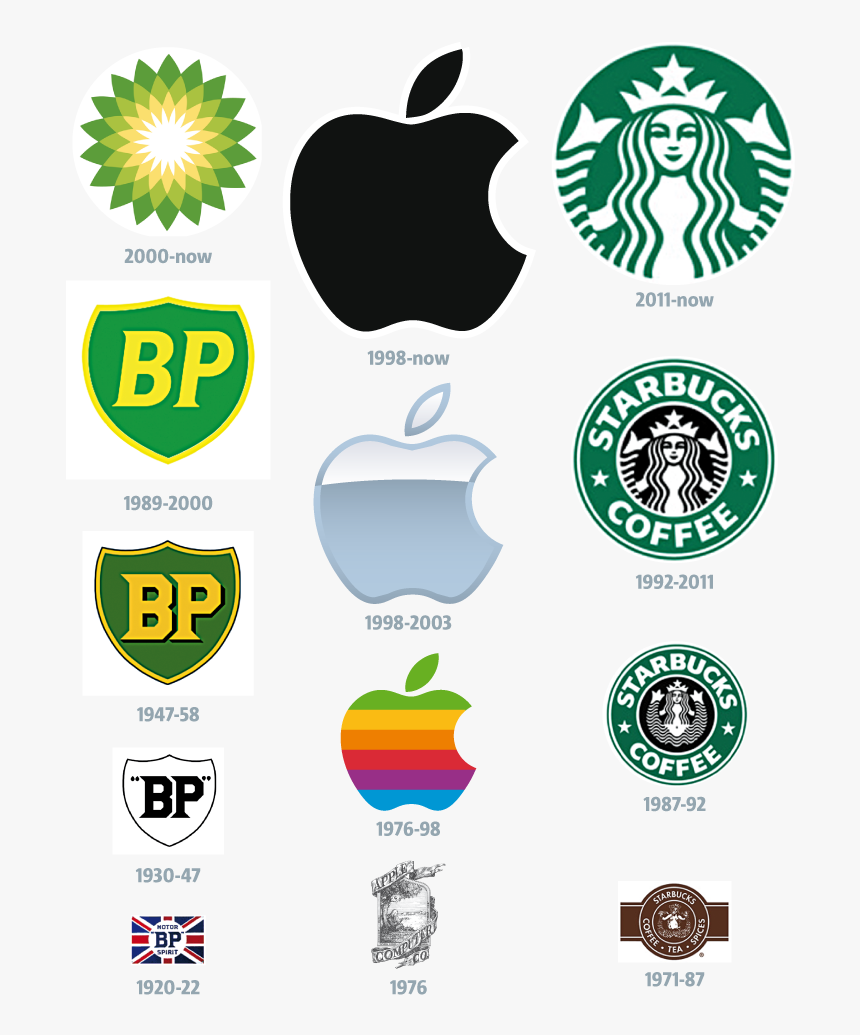 2000-now
BP
1989-2000
BP
1947-58
"BP"
1930-47
MOTOR
"BP"
SPIRIT
1920-22
1998-now
1998-2003
1976-98
APPLE
COMPUTER
CO
1976
2011-now
STARBUCKS
COFFEE
1992-2011
STARBUCKS
COFFEE
1987-92
STARBUCKS
COFFEE • TEA • SPICES
®
1971-87